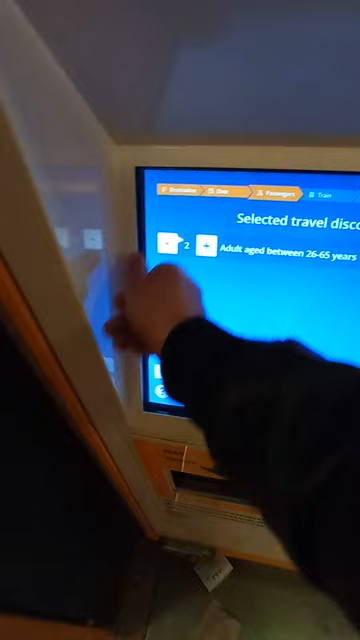 Destination Date Passengers Train
Selected travel disco
- 2 + Adult aged between 26-65 years